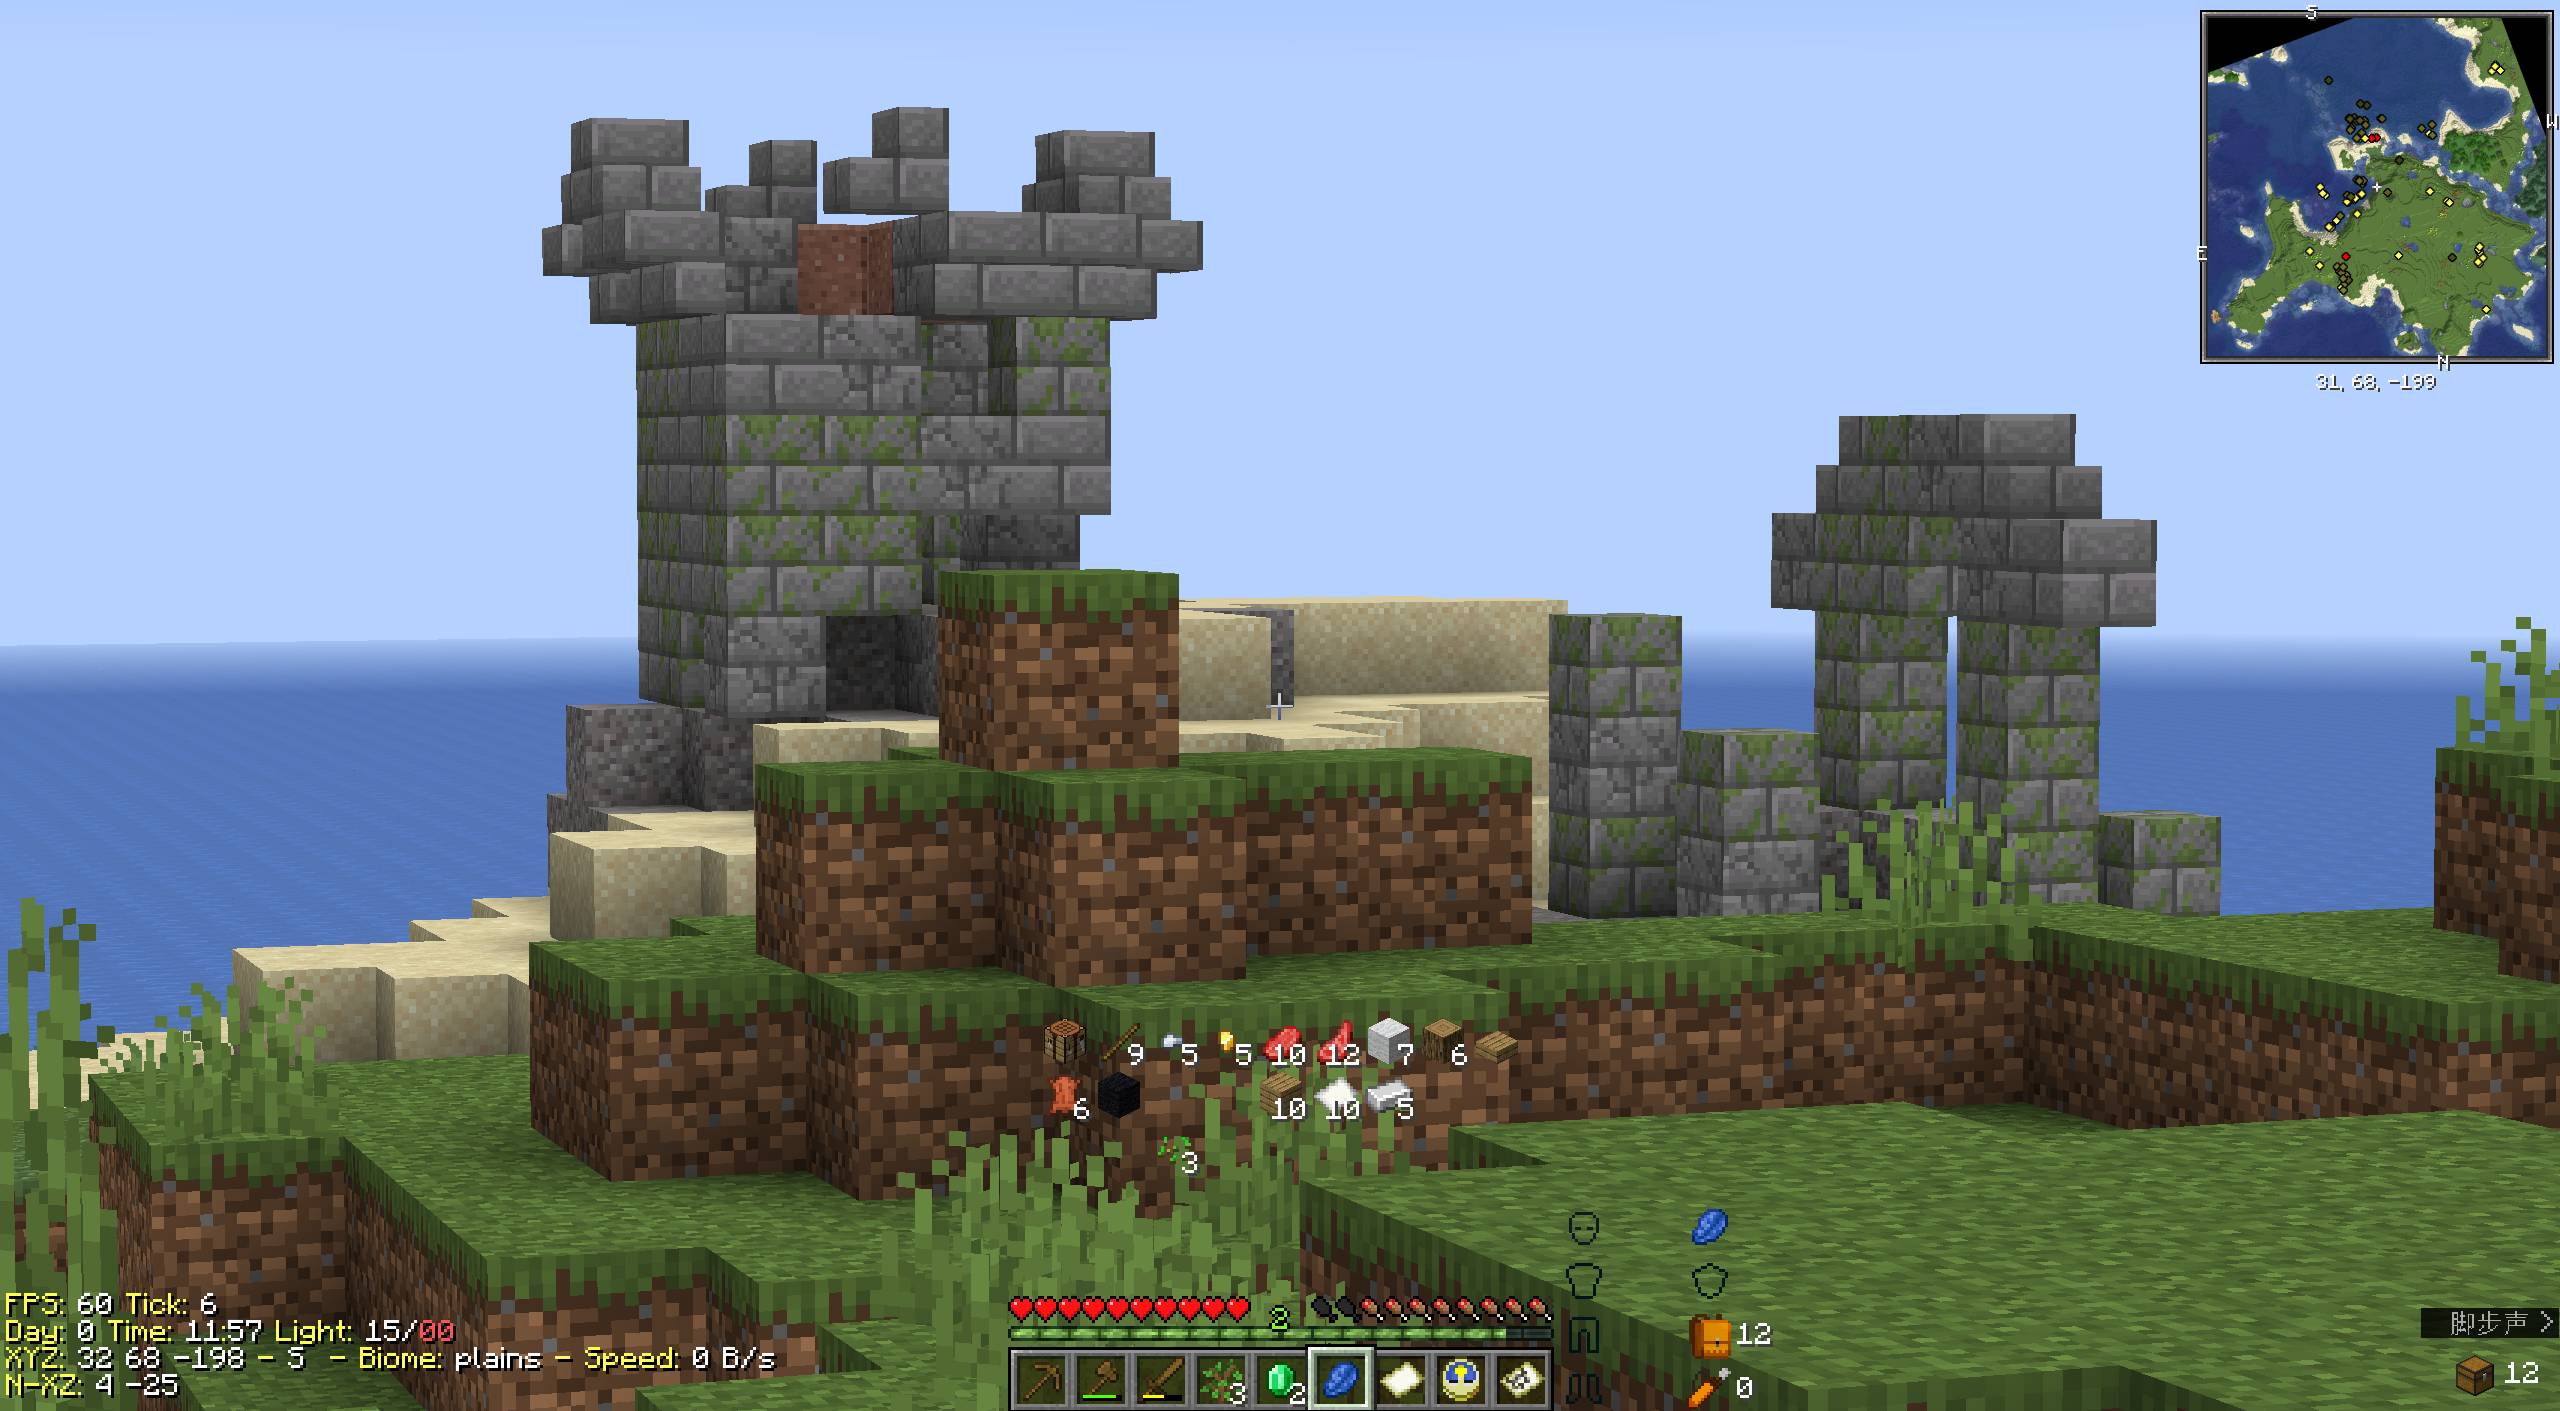 S
W
E
N
31, 68, -199
9 5 5 10 12 7 6
6 10 10 5
3
2
3 2
12
0
脚步声 >
12
FPS: 60 Tick: 6
Day: 0 Time: 11:57 Light: 15/00
XYZ: 32 68 -198 - S - Biome: plains - Speed: 0 B/s
N-XZ: 4 -25